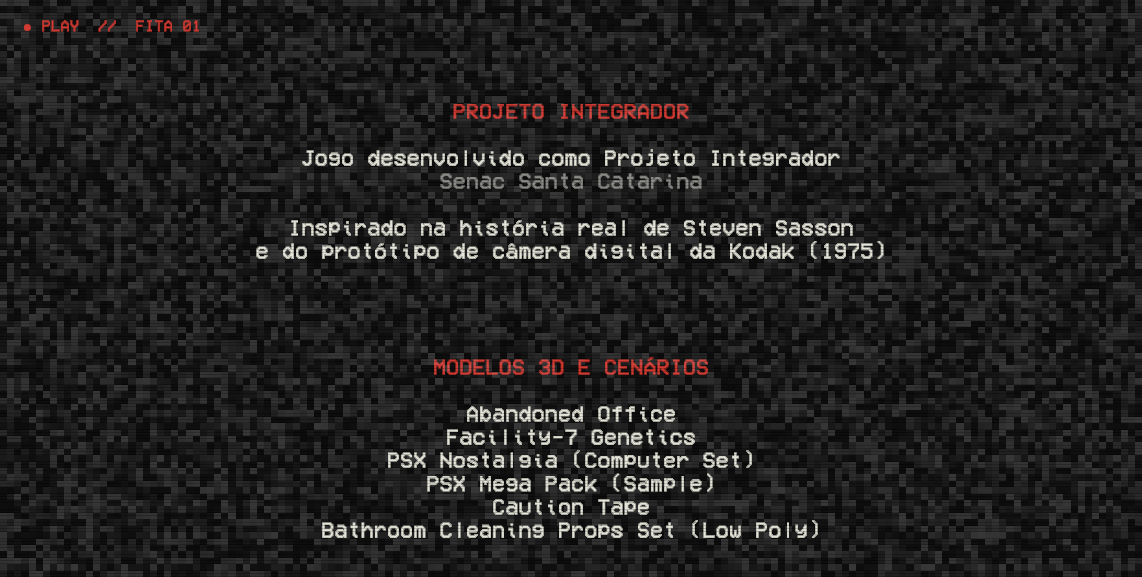 ● PLAY // FITA 01
PROJETO INTEGRADOR
Jogo desenvolvido como Projeto Integrador
Senac Santa Catarina
Inspirado na história real de Steven Sasson
e do protótipo de câmera digital da Kodak (1975)
MODELOS 3D E CENÁRIOS
Abandoned Office
Facility-7 Genetics
PSX Nostalgia (Computer Set)
PSX Mega Pack (Sample)
Caution Tape
Bathroom Cleaning Props Set (Low Poly)